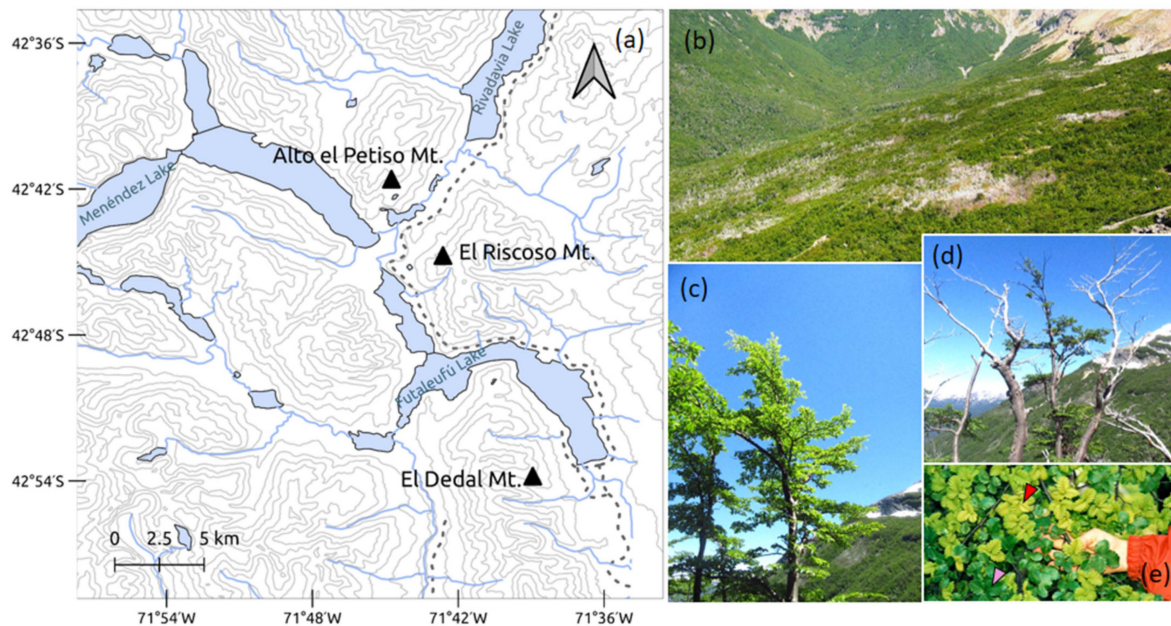 (a)
42°36'S
42°42'S
42°48'S
42°54'S
71°54'W
71°48'W
71°42'W
71°36'W
Rivadavia Lake
Alto el Petiso Mt.
Menéndez Lake
El Riscoso Mt.
Futaleufú Lake
El Dedal Mt.
0 2.5 5 km
(b)
(c)
(d)
(e)